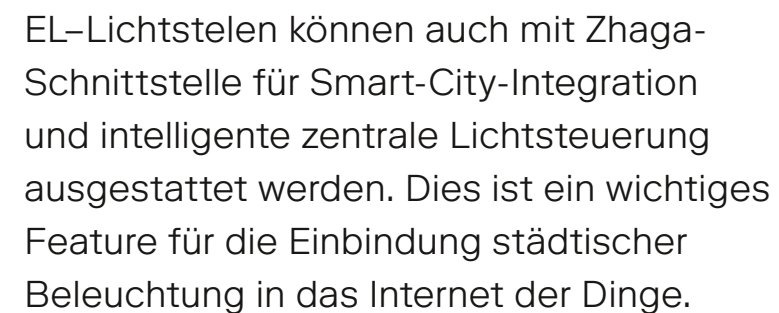 EL–Lichtstelen können auch mit Zhaga-
Schnittstelle für Smart-City-Integration
und intelligente zentrale Lichtsteuerung
ausgestattet werden. Dies ist ein wichtiges
Feature für die Einbindung städtischer
Beleuchtung in das Internet der Dinge.